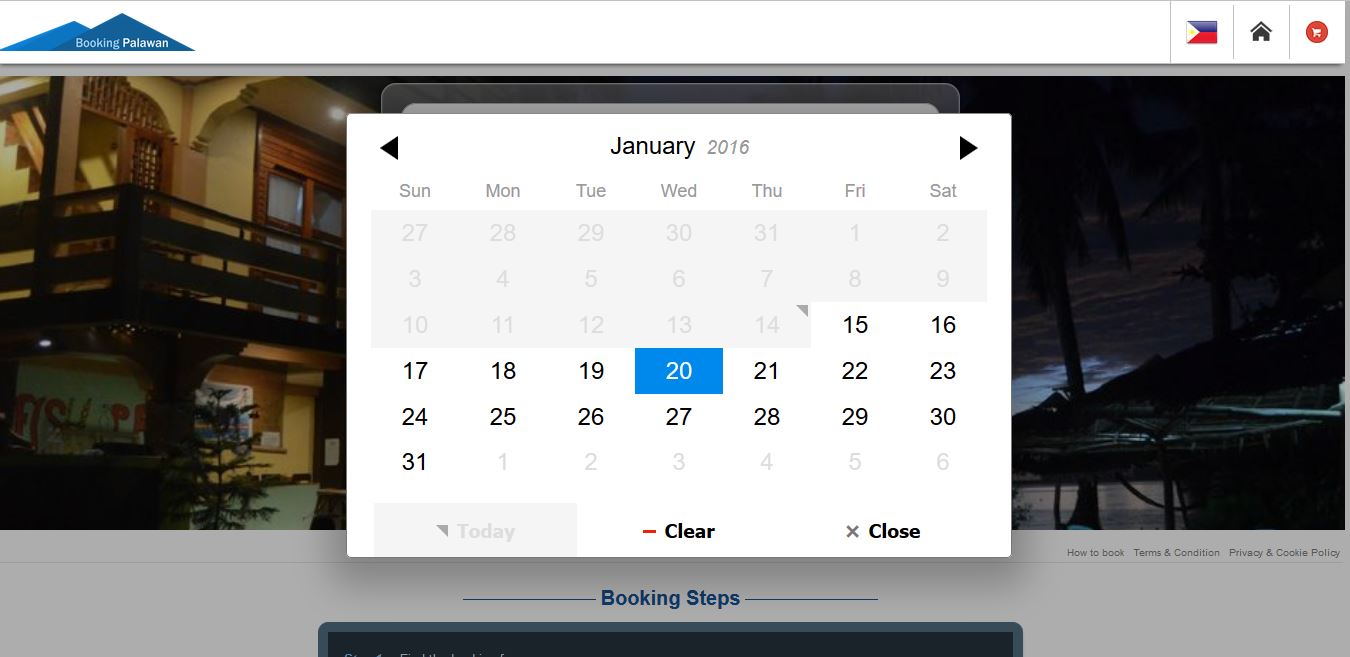 Booking Palawan
January 2016
Sun Mon Tue Wed Thu Fri Sat
27 28 29 30 31 1 2
3 4 5 6 7 8 9
10 11 12 13 14 15 16
17 18 19 20 21 22 23
24 25 26 27 28 29 30
31 1 2 3 4 5 6
Today Clear Close
How to book Terms & Condition Privacy & Cookie Policy
Booking Steps